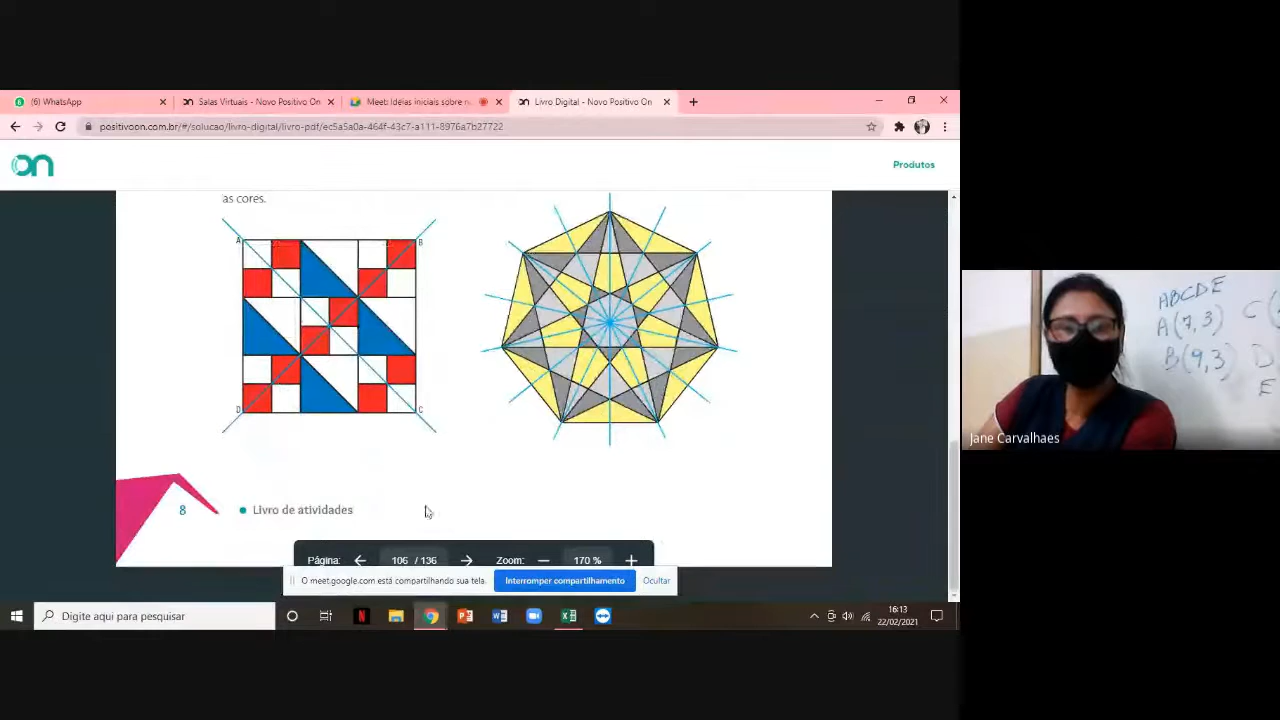 (6) WhatsApp
Salas Virtuais - Novo Positivo On
Meet: Ideias iniciais sobre n
Livro Digital - Novo Positivo On
positivoon.com.br/#/solucao/livro-digital/livro-pdf/ec5a5a0a-464f-43c7-a111-8976a7b27722
on
Produtos
as cores.
A
B
D
C
8
Livro de atividades
Página:
106 / 136
Zoom:
170 %
O meet.google.com está compartilhando sua tela.
Interromper compartilhamento
Ocultar
Digite aqui para pesquisar
16:13
22/02/2021
ABCDE
A(7,3) C(
B(9,3) D
E
Jane Carvalhaes